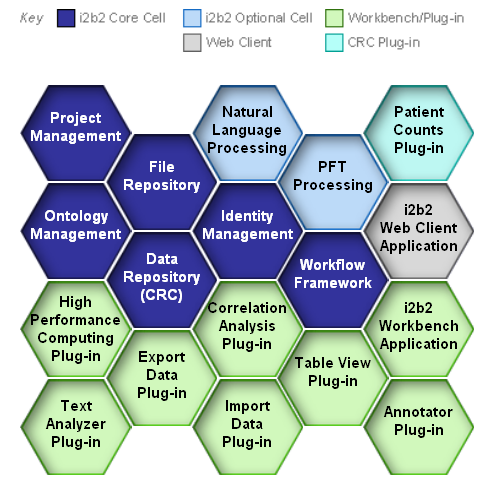 Key
i2b2 Core Cell
i2b2 Optional Cell
Workbench/Plug-in
Web Client
CRC Plug-in
Project
Management
File
Repository
Natural
Language
Processing
PFT
Processing
Patient
Counts
Plug-in
Ontology
Management
Data
Repository
(CRC)
Identity
Management
Workflow
Framework
i2b2
Web Client
Application
High
Performance
Computing
Plug-in
Export
Data
Plug-in
Correlation
Analysis
Plug-in
Table View
Plug-in
i2b2
Workbench
Application
Text
Analyzer
Plug-in
Import
Data
Plug-in
Annotator
Plug-in